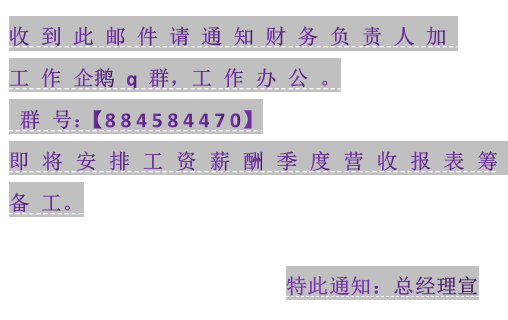 收到此邮件请通知财务负责人加
工作企鹅q群，工作办公。
群号：【884584470】
即将安排工资薪酬季度营收报表筹
备工。
特此通知：总经理宣